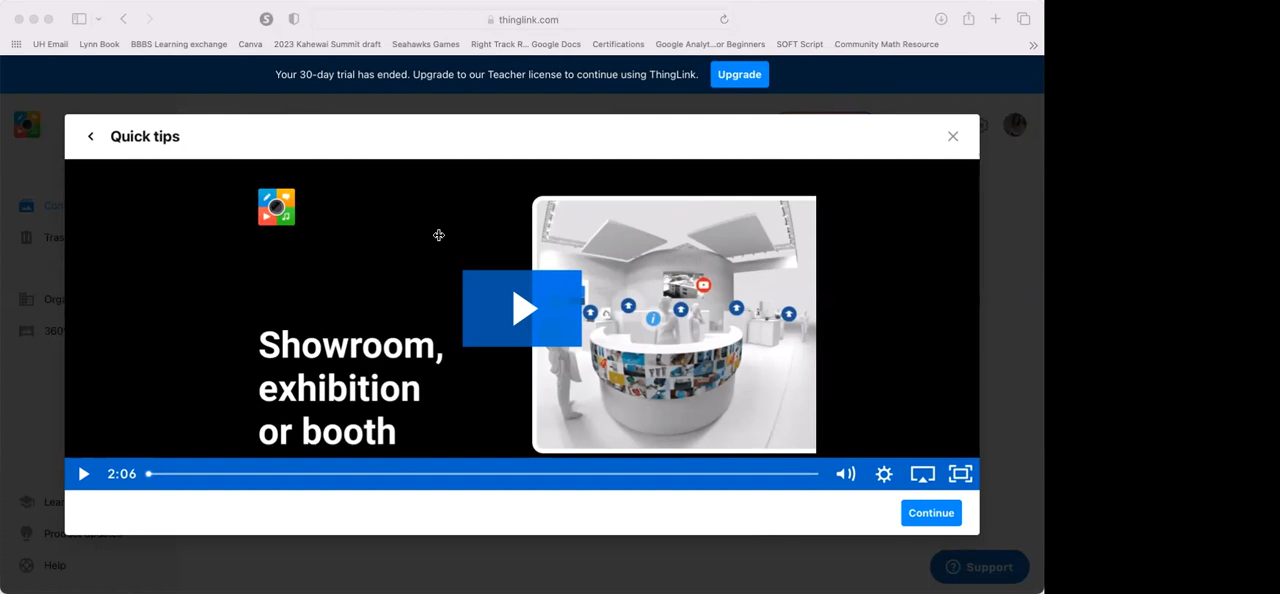 thinglink.com
UH Email Lynn Book BBBS Learning exchange Canva 2023 Kahewai Summit draft Seahawks Games Right Track R... Google Docs Certifications Google Analyt...or Beginners SOFT Script Community Math Resource
Your 30-day trial has ended. Upgrade to our Teacher license to continue using ThingLink. Upgrade
Quick tips
Showroom,
exhibition
or booth
2:06
Continue
Help
Support